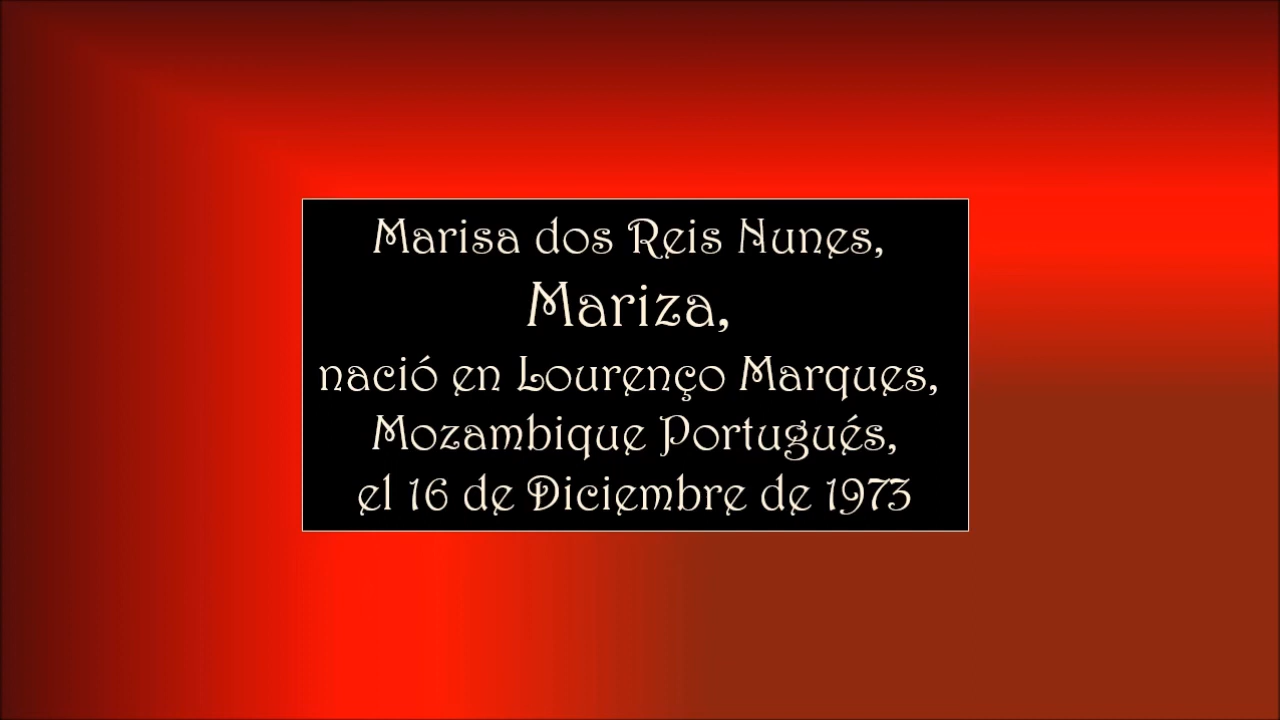 Marisa dos Reis Nunes,
Mariza,
nació en Lourenço Marques,
Mozambique Portugués,
el 16 de Diciembre de 1973